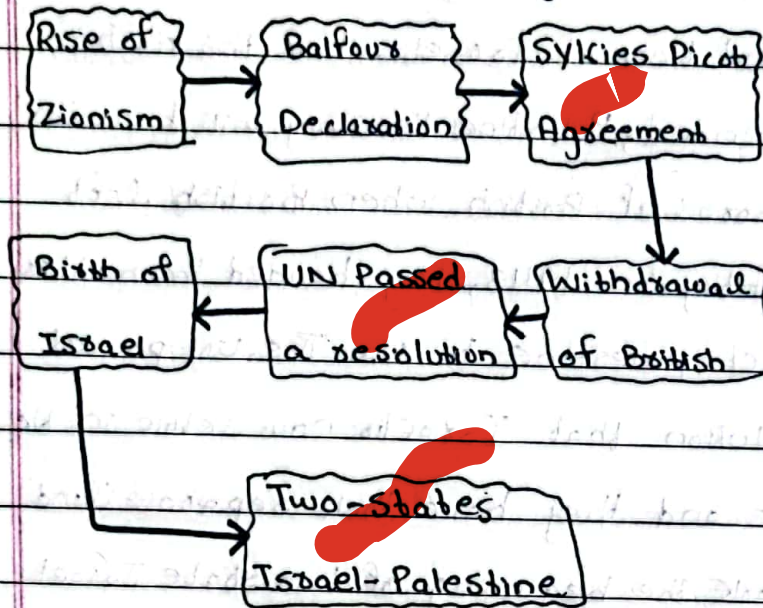 Rise of
Zionism
Balfour
Declaration
Sykies Picot
Agreement
Withdrawal
of British
UN Passed
a resolution
Birth of
Israel
Two-States
Israel-Palestine